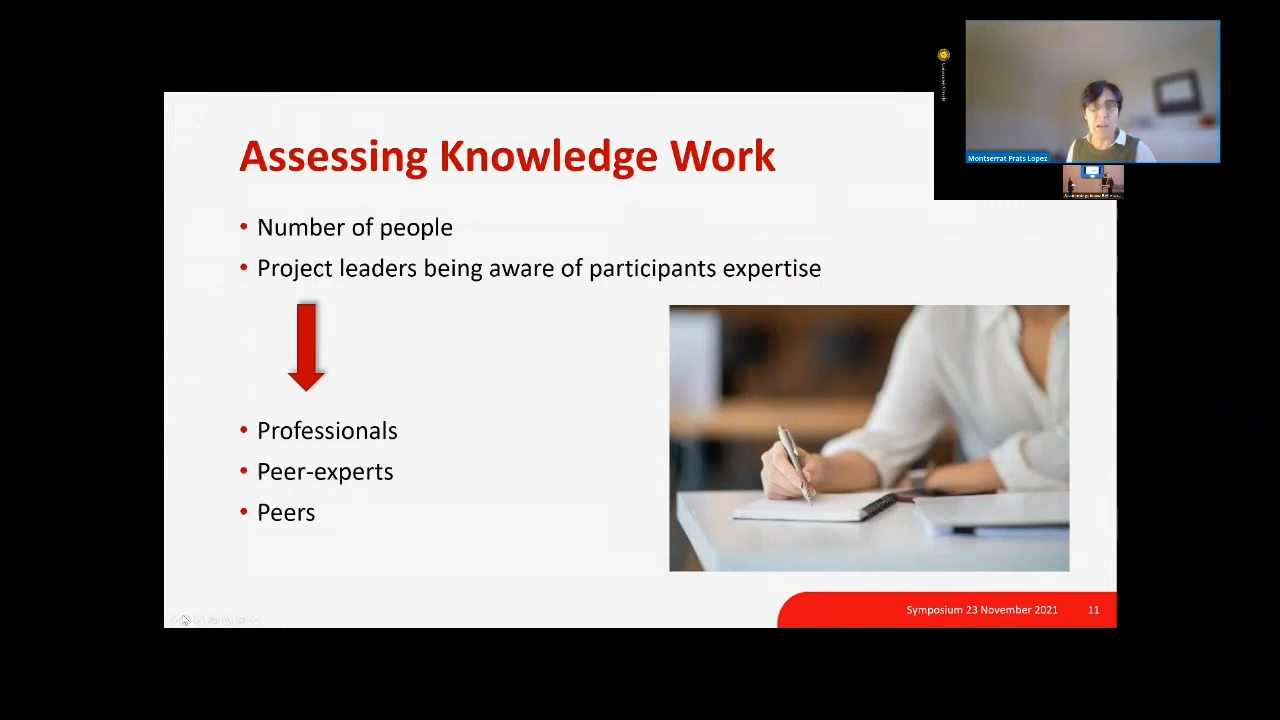 Assessing Knowledge Work
• Number of people
• Project leaders being aware of participants expertise
• Professionals
• Peer-experts
• Peers
Symposium 23 November 2021 11
Montserrat Prats Lopez